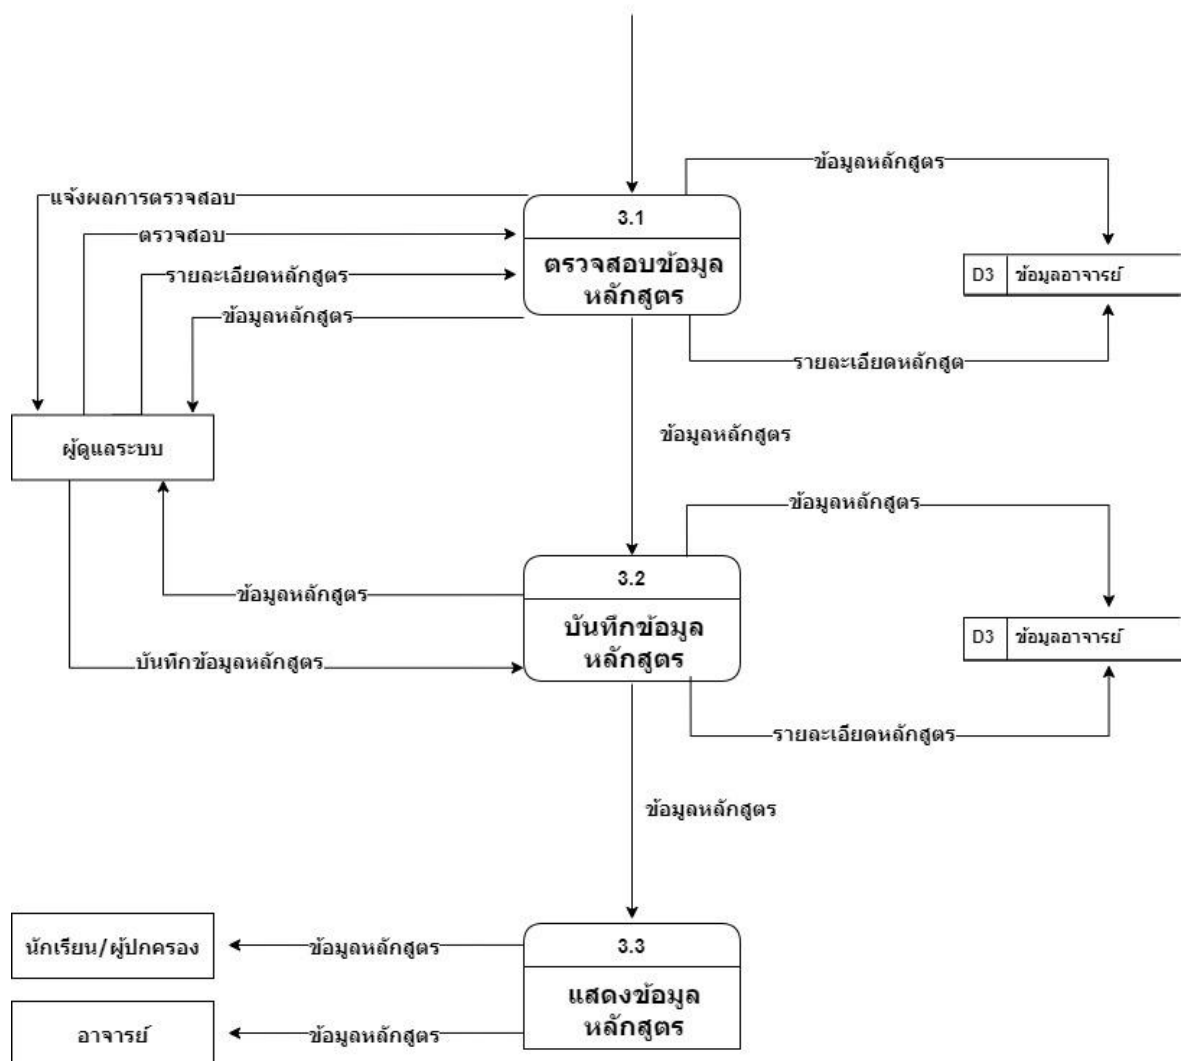 ข้อมูลหลักสูตร
แจ้งผลการตรวจสอบ
3.1
ตรวจสอบ
ตรวจสอบข้อมูล
หลักสูตร
รายละเอียดหลักสูตร
D3
ข้อมูลอาจารย์
ข้อมูลหลักสูตร
รายละเอียดหลักสูต
ผู้ดูแลระบบ
ข้อมูลหลักสูตร
ข้อมูลหลักสูตร
3.2
ข้อมูลหลักสูตร
บันทึกข้อมูล
หลักสูตร
D3
ข้อมูลอาจารย์
บันทึกข้อมูลหลักสูตร
รายละเอียดหลักสูตร
ข้อมูลหลักสูตร
นักเรียน/ผู้ปกครอง
ข้อมูลหลักสูตร
3.3
แสดงข้อมูล
หลักสูตร
อาจารย์
ข้อมูลหลักสูตร